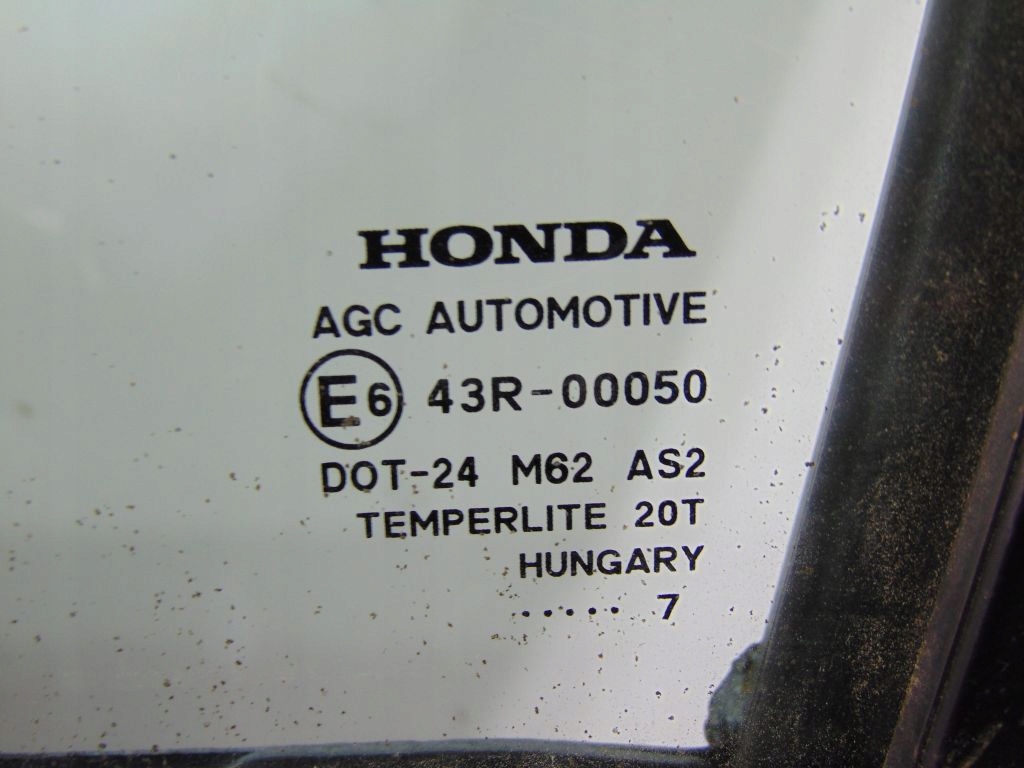 HONDA
AGC AUTOMOTIVE
E6 43R-00050
DOT-24 M62 AS2
TEMPERLITE 20T
HUNGARY
..... 7